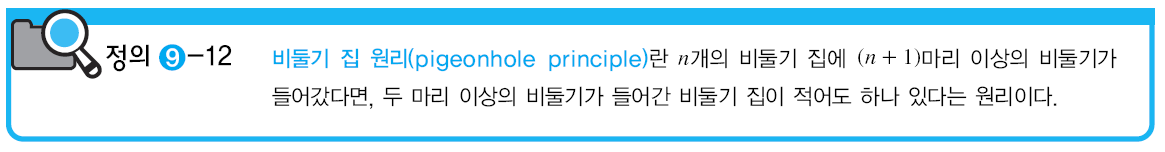 정의 9-12 비둘기 집 원리(pigeonhole principle)란 n개의 비둘기 집에 (n + 1)마리 이상의 비둘기가
들어갔다면, 두 마리 이상의 비둘기가 들어간 비둘기 집이 적어도 하나 있다는 원리이다.